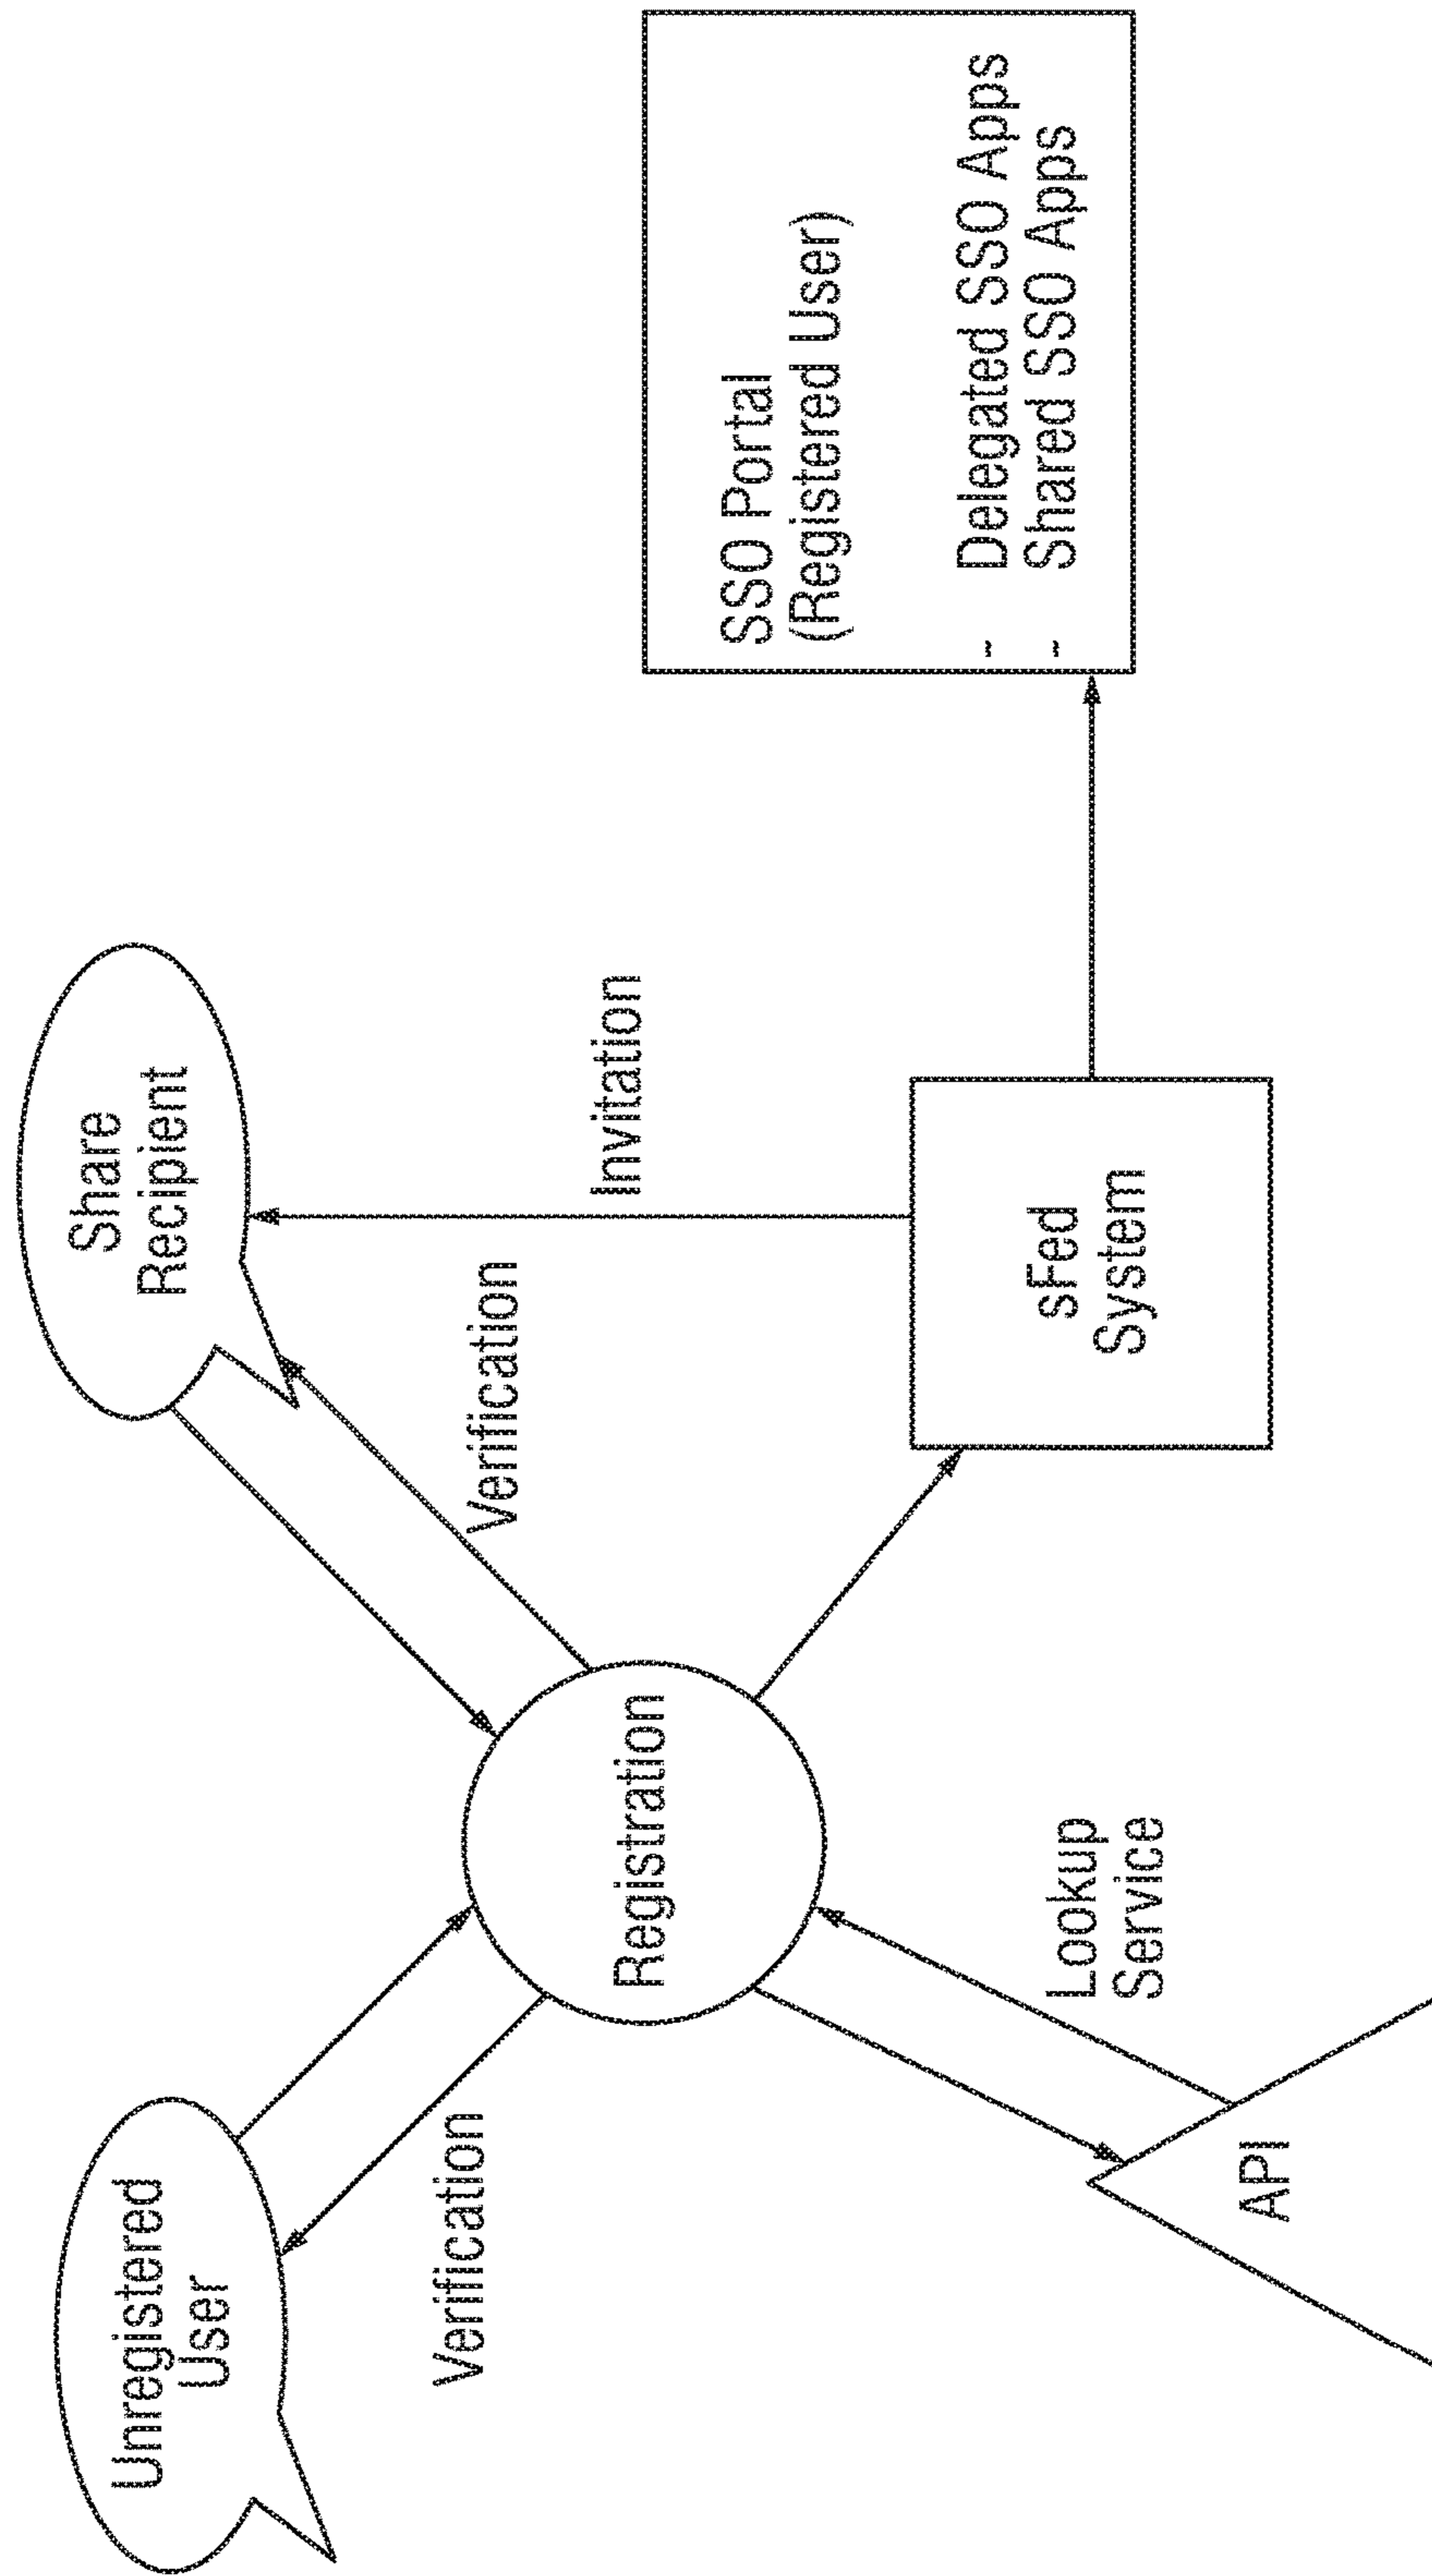 Unregistered
User
Verification
Share
Recipient
Verification
Invitation
Registration
Lookup
Service
API
sFed
System
SSO Portal
(Registered User)
- Delegated SSO Apps
- Shared SSO Apps